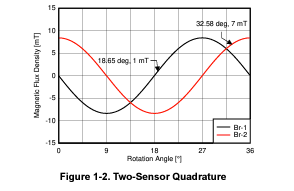 15
10
5
0
-5
-10
-15
Magnetic Flux Density [mT]
32.58 deg, 7 mT
18.65 deg, 1 mT
Br-1
Br-2
0
9
18
27
36
Rotation Angle [°]
Figure 1-2. Two-Sensor Quadrature